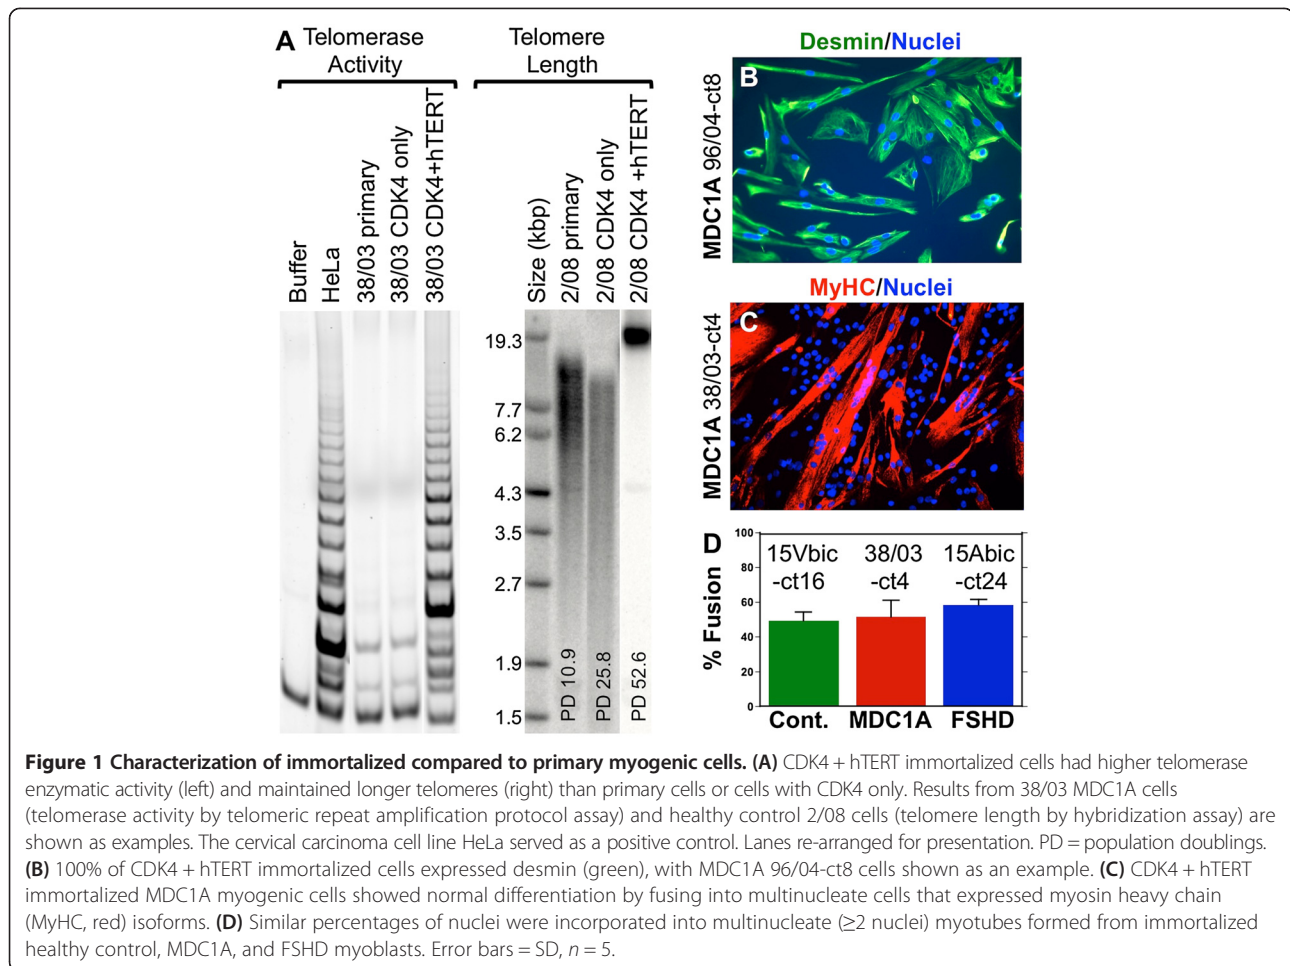 A Telomerase
Activity
Telomere
Length
Buffer
HeLa
38/03 primary
38/03 CDK4 only
38/03 CDK4+hTERT
Size (kbp)
2/08 primary
2/08 CDK4 only
2/08 CDK4 +hTERT
19.3
7.7
6.2
4.3
3.5
2.7
1.9
1.5
PD 10.9
PD 25.8
PD 52.6
Desmin/Nuclei
B
MDC1A 96/04-ct8
MyHC/Nuclei
C
MDC1A 38/03-ct4
D
% Fusion
100
80
60
40
20
0
15Vbic
-ct16
38/03
-ct4
15Abic
-ct24
Cont. MDC1A FSHD
Figure 1 Characterization of immortalized compared to primary myogenic cells. (A) CDK4 + hTERT immortalized cells had higher telomerase
enzymatic activity (left) and maintained longer telomeres (right) than primary cells or cells with CDK4 only. Results from 38/03 MDC1A cells
(telomerase activity by telomeric repeat amplification protocol assay) and healthy control 2/08 cells (telomere length by hybridization assay) are
shown as examples. The cervical carcinoma cell line HeLa served as a positive control. Lanes re-arranged for presentation. PD = population doublings.
(B) 100% of CDK4 + hTERT immortalized cells expressed desmin (green), with MDC1A 96/04-ct8 cells shown as an example. (C) CDK4 + hTERT
immortalized MDC1A myogenic cells showed normal differentiation by fusing into multinucleate cells that expressed myosin heavy chain
(MyHC, red) isoforms. (D) Similar percentages of nuclei were incorporated into multinucleate (≥2 nuclei) myotubes formed from immortalized
healthy control, MDC1A, and FSHD myoblasts. Error bars = SD, n = 5.